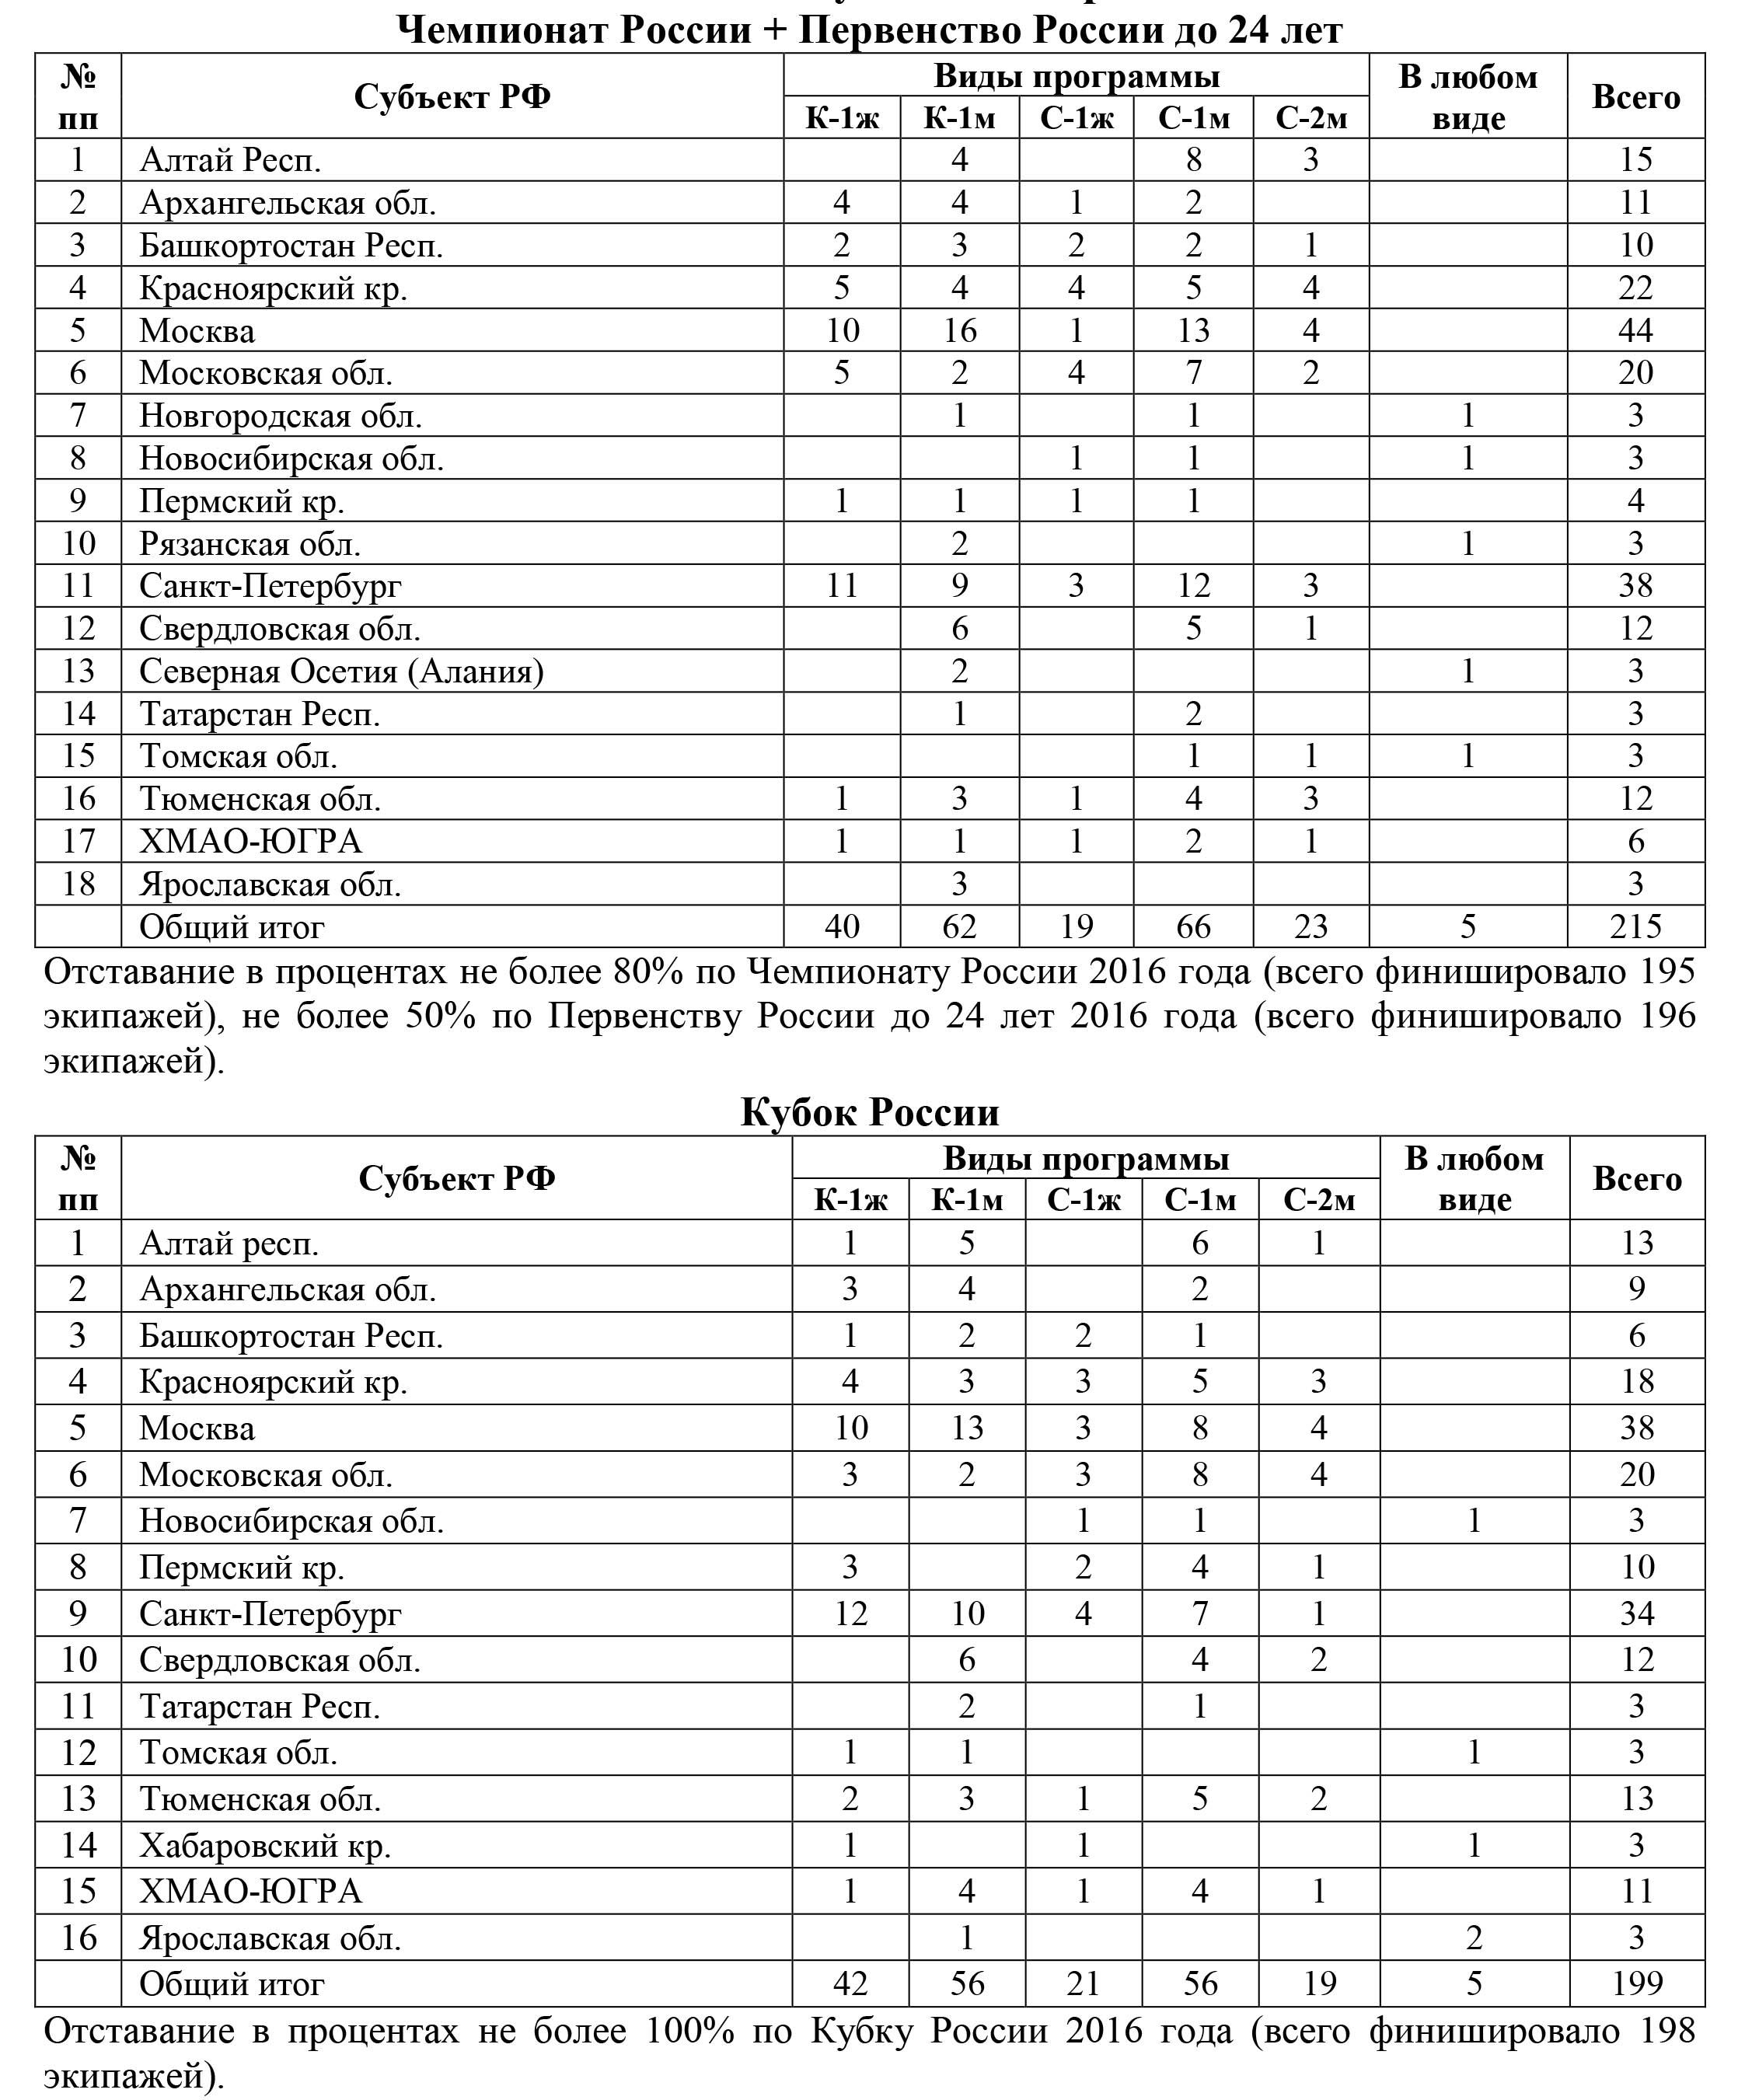 Чемпионат России + Первенство России до 24 лет
№ пп Субъект РФ Виды программы В любом виде Всего
К-1ж К-1м С-1ж С-1м С-2м
1 Алтай Респ. 4 8 3 15
2 Архангельская обл. 4 4 1 2 11
3 Башкортостан Респ. 2 3 2 2 1 10
4 Красноярский кр. 5 4 4 5 4 22
5 Москва 10 16 1 13 4 44
6 Московская обл. 5 2 4 7 2 20
7 Новгородская обл. 1 1 1 3
8 Новосибирская обл. 1 1 1 3
9 Пермский кр. 1 1 1 1 4
10 Рязанская обл. 2 1 3
11 Санкт-Петербург 11 9 3 12 3 38
12 Свердловская обл. 6 5 1 12
13 Северная Осетия (Алания) 2 1 3
14 Татарстан Респ. 1 2 3
15 Томская обл. 1 1 1 3
16 Тюменская обл. 1 3 1 4 3 12
17 ХМАО-ЮГРА 1 1 1 2 1 6
18 Ярославская обл. 3 3
Общий итог 40 62 19 66 23 5 215
Отставание в процентах не более 80% по Чемпионату России 2016 года (всего финишировало 195
экипажей), не более 50% по Первенству России до 24 лет 2016 года (всего финишировало 196
экипажей).
Кубок России
№ пп Субъект РФ Виды программы В любом виде Всего
К-1ж К-1м С-1ж С-1м С-2м
1 Алтай респ. 1 5 6 1 13
2 Архангельская обл. 3 4 2 9
3 Башкортостан Респ. 1 2 2 1 6
4 Красноярский кр. 4 3 3 5 3 18
5 Москва 10 13 3 8 4 38
6 Московская обл. 3 2 3 8 4 20
7 Новосибирская обл. 1 1 1 3
8 Пермский кр. 3 2 4 1 10
9 Санкт-Петербург 12 10 4 7 1 34
10 Свердловская обл. 6 4 2 12
11 Татарстан Респ. 2 1 3
12 Томская обл. 1 1 1 3
13 Тюменская обл. 2 3 1 5 2 13
14 Хабаровский кр. 1 1 1 3
15 ХМАО-ЮГРА 1 4 1 4 1 11
16 Ярославская обл. 1 2 3
Общий итог 42 56 21 56 19 5 199
Отставание в процентах не более 100% по Кубку России 2016 года (всего финишировало 198
экипажей).